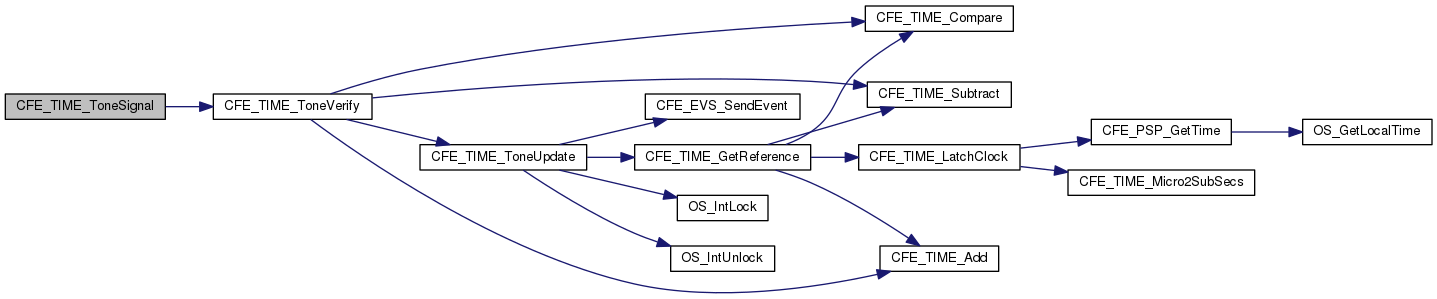 CFE_TIME_ToneSignal
CFE_TIME_ToneVerify
CFE_TIME_Compare
CFE_TIME_Subtract
CFE_EVS_SendEvent
CFE_TIME_ToneUpdate
CFE_TIME_GetReference
CFE_TIME_LatchClock
CFE_PSP_GetTime
OS_GetLocalTime
CFE_TIME_Micro2SubSecs
OS_IntLock
OS_IntUnlock
CFE_TIME_Add